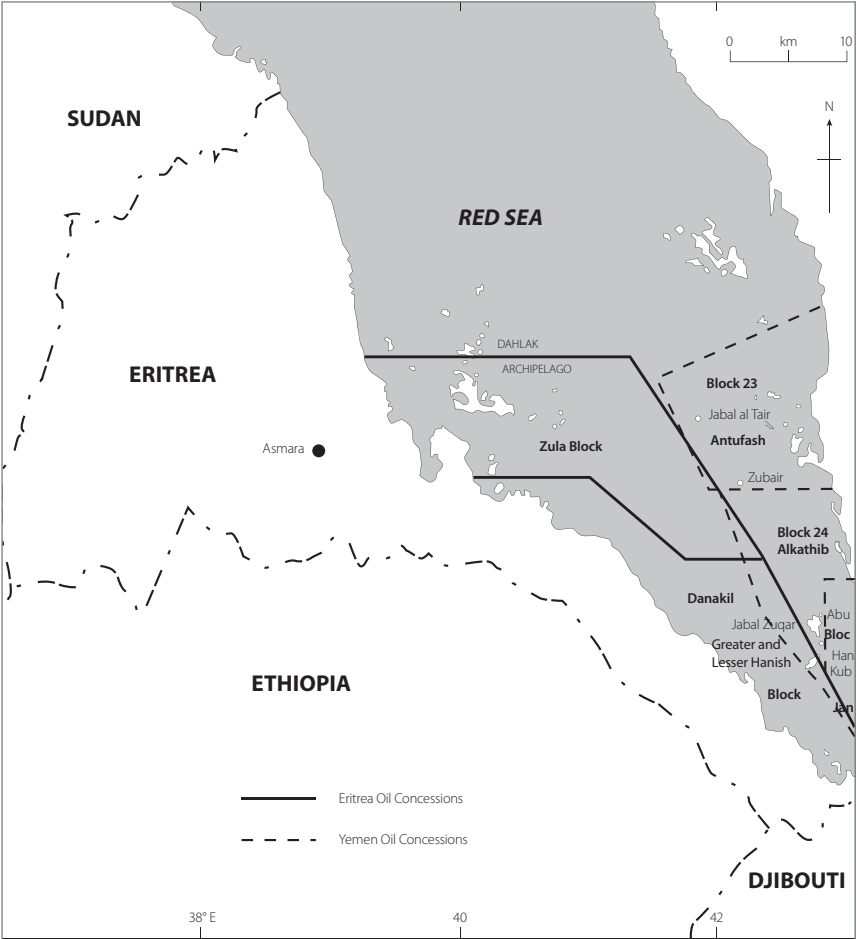 0 km 10
SUDAN
N
RED SEA
DAHLAK
ARCHIPELAGO
ERITREA
Block 23
Jabal al Tair
Antufash
Asmara
Zula Block
Zubair
Block 24
Alkathib
Danakil
Abu
Jabal Zuqar
Bloc
Greater and
Han
Lesser Hanish
Kub
ETHIOPIA
Block
Jan
Eritrea Oil Concessions
Yemen Oil Concessions
DJIBOUTI
38° E
40
42